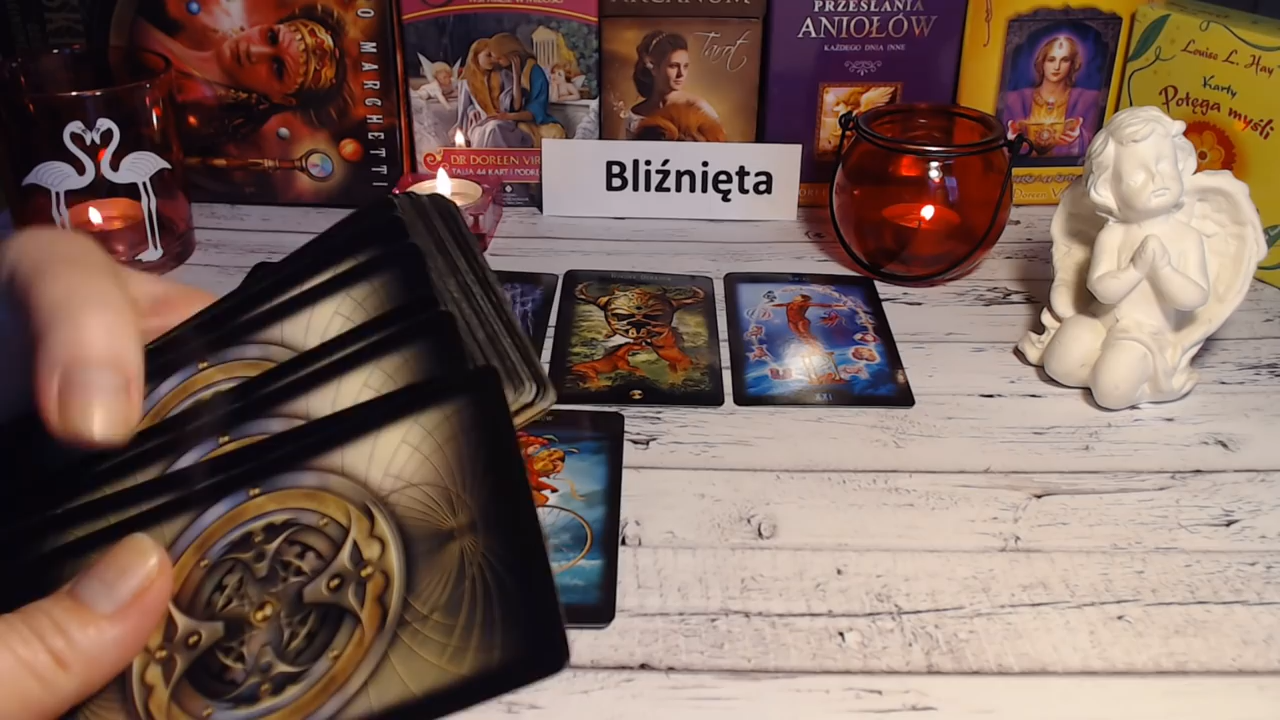 O MARCHETTI
DR DOREEN VIR
TALIA 44 KART I PODRĘ
ARCANUM
Tarot
PRZESŁANIA
ANIOŁÓW
KAŻDEGO DNIA INNE
Louise L. Hay
Karty
Potęga myśli
Bliźnięta
XXI